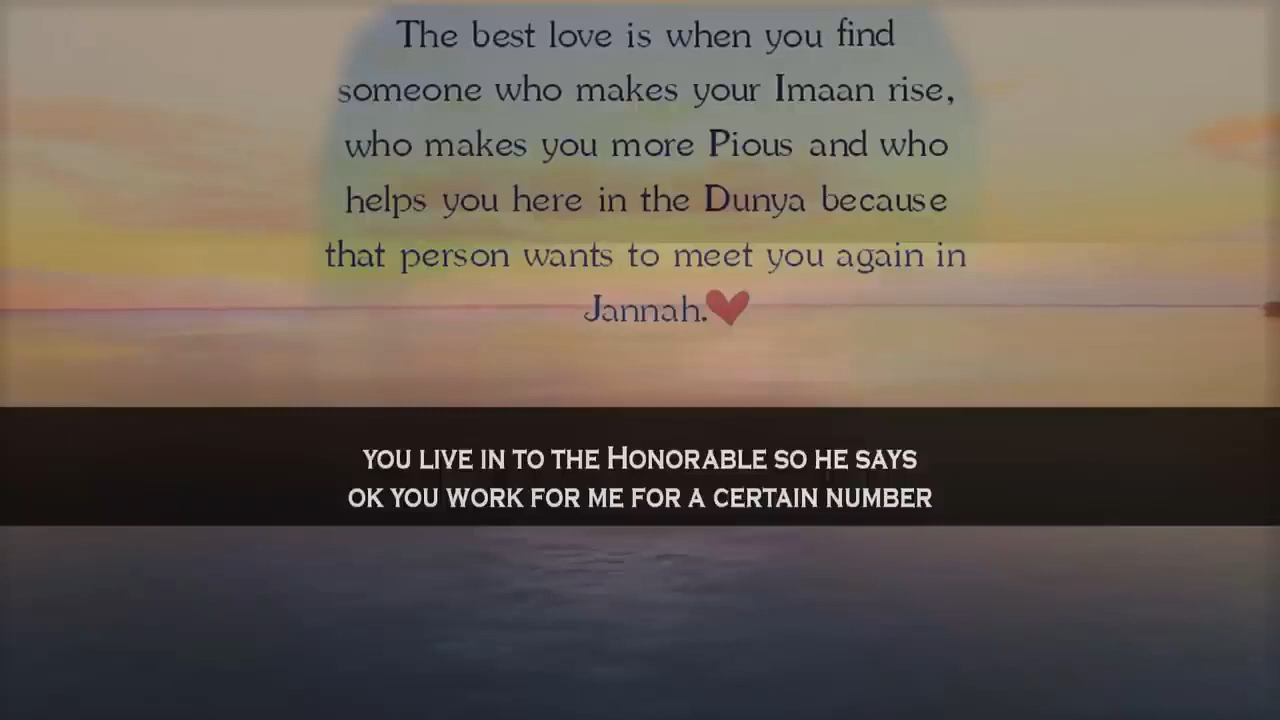 The best love is when you find
someone who makes your Imaan rise,
who makes you more Pious and who
helps you here in the Dunya because
that person wants to meet you again in
Jannah.❤
YOU LIVE IN TO THE HONORABLE SO HE SAYS
OK YOU WORK FOR ME FOR A CERTAIN NUMBER